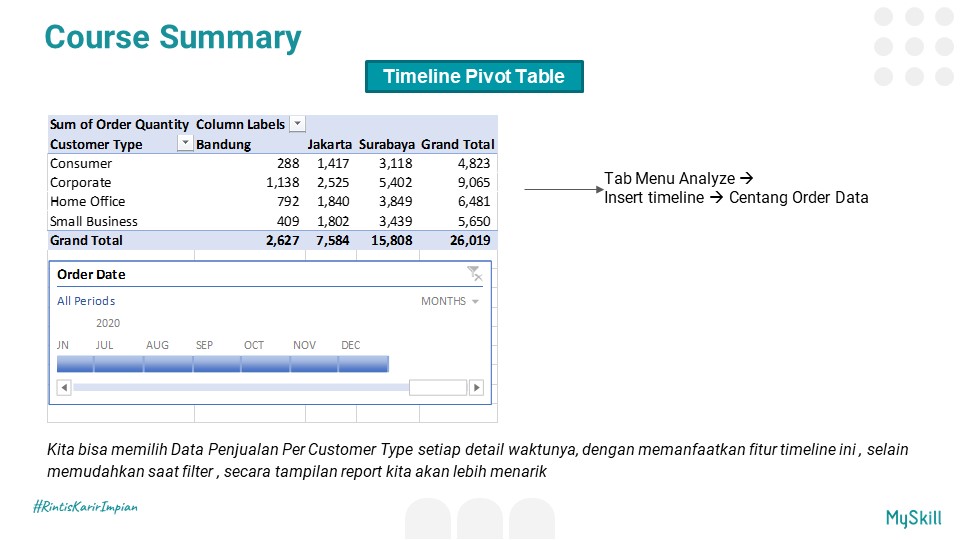 Course Summary
Timeline Pivot Table
Sum of Order Quantity Column Labels
Customer Type Bandung Jakarta Surabaya Grand Total
Consumer 288 1,417 3,118 4,823
Corporate 1,138 2,525 5,402 9,065
Home Office 792 1,840 3,849 6,481
Small Business 409 1,802 3,439 5,650
Grand Total 2,627 7,584 15,808 26,019
Tab Menu Analyze →
Insert timeline → Centang Order Data
Order Date
All Periods MONTHS
2020
JN JUL AUG SEP OCT NOV DEC
Kita bisa memilih Data Penjualan Per Customer Type setiap detail waktunya, dengan memanfaatkan fitur timeline ini , selain
memudahkan saat filter , secara tampilan report kita akan lebih menarik
#RintisKarirImpian
MySkill